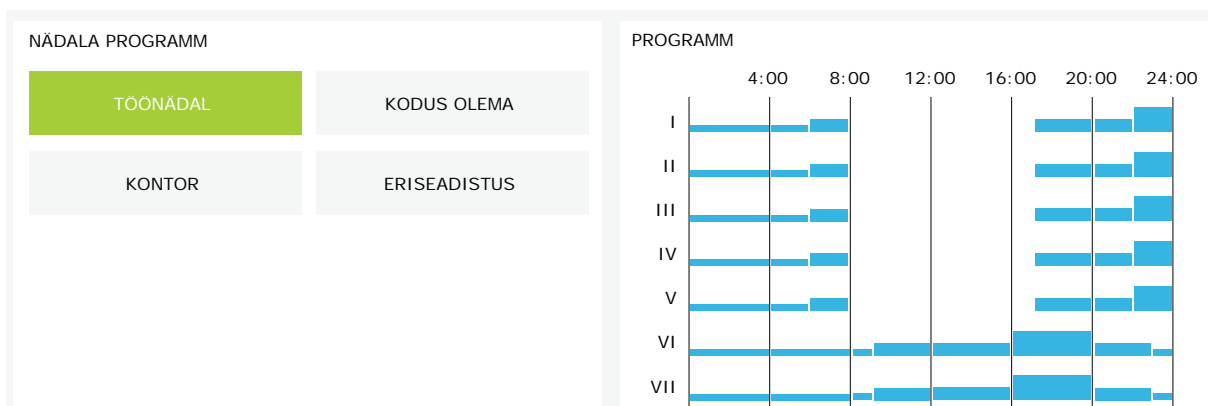 NÄDALA PROGRAMM
TÖÖNÄDAL
KODUS OLEMA
KONTOR
ERISEADISTUS
PROGRAMM
4:00 8:00 12:00 16:00 20:00 24:00
I
II
III
IV
V
VI
VII